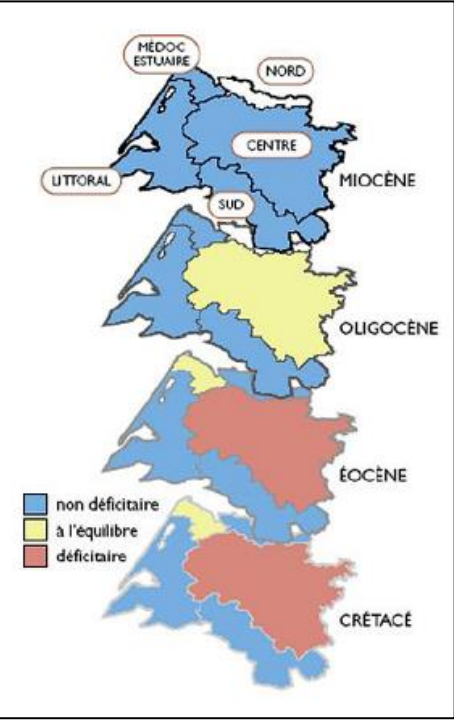 MÉDOC
ESTUAIRE
NORD
CENTRE
LITTORAL
MIOCÈNE
SUD
OLIGOCÈNE
ÉOCÈNE
non déficitaire
à l'équilibre
déficitaire
CRÉTACÉ